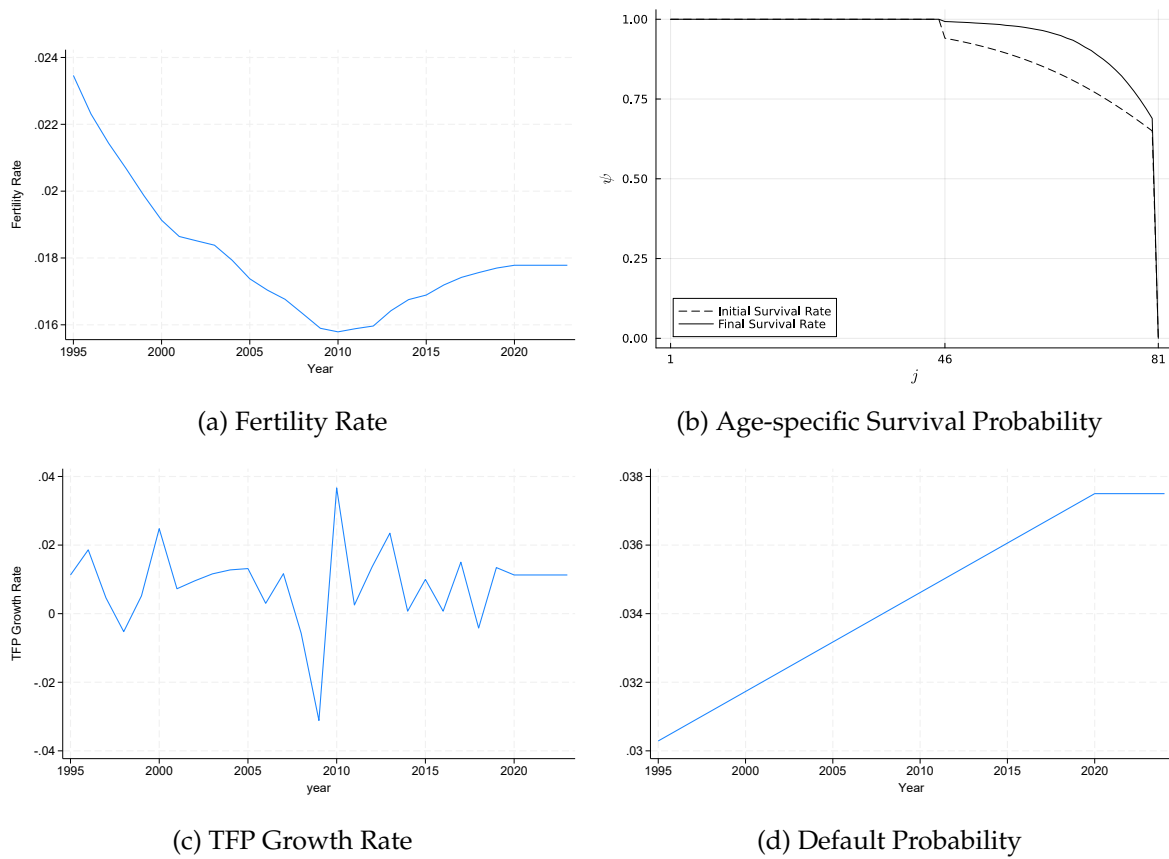 .024
.022
.02
.018
.016
Fertility Rate
1995 2000 2005 2010 2015 2020
Year
(a) Fertility Rate
1.00
0.75
0.50
0.25
0.00
ψ
Initial Survival Rate
Final Survival Rate
1 46 81
j
(b) Age-specific Survival Probability
.04
.02
0
-.02
-.04
TFP Growth Rate
1995 2000 2005 2010 2015 2020
year
(c) TFP Growth Rate
.038
.036
.034
.032
.03
1995 2000 2005 2010 2015 2020
Year
(d) Default Probability